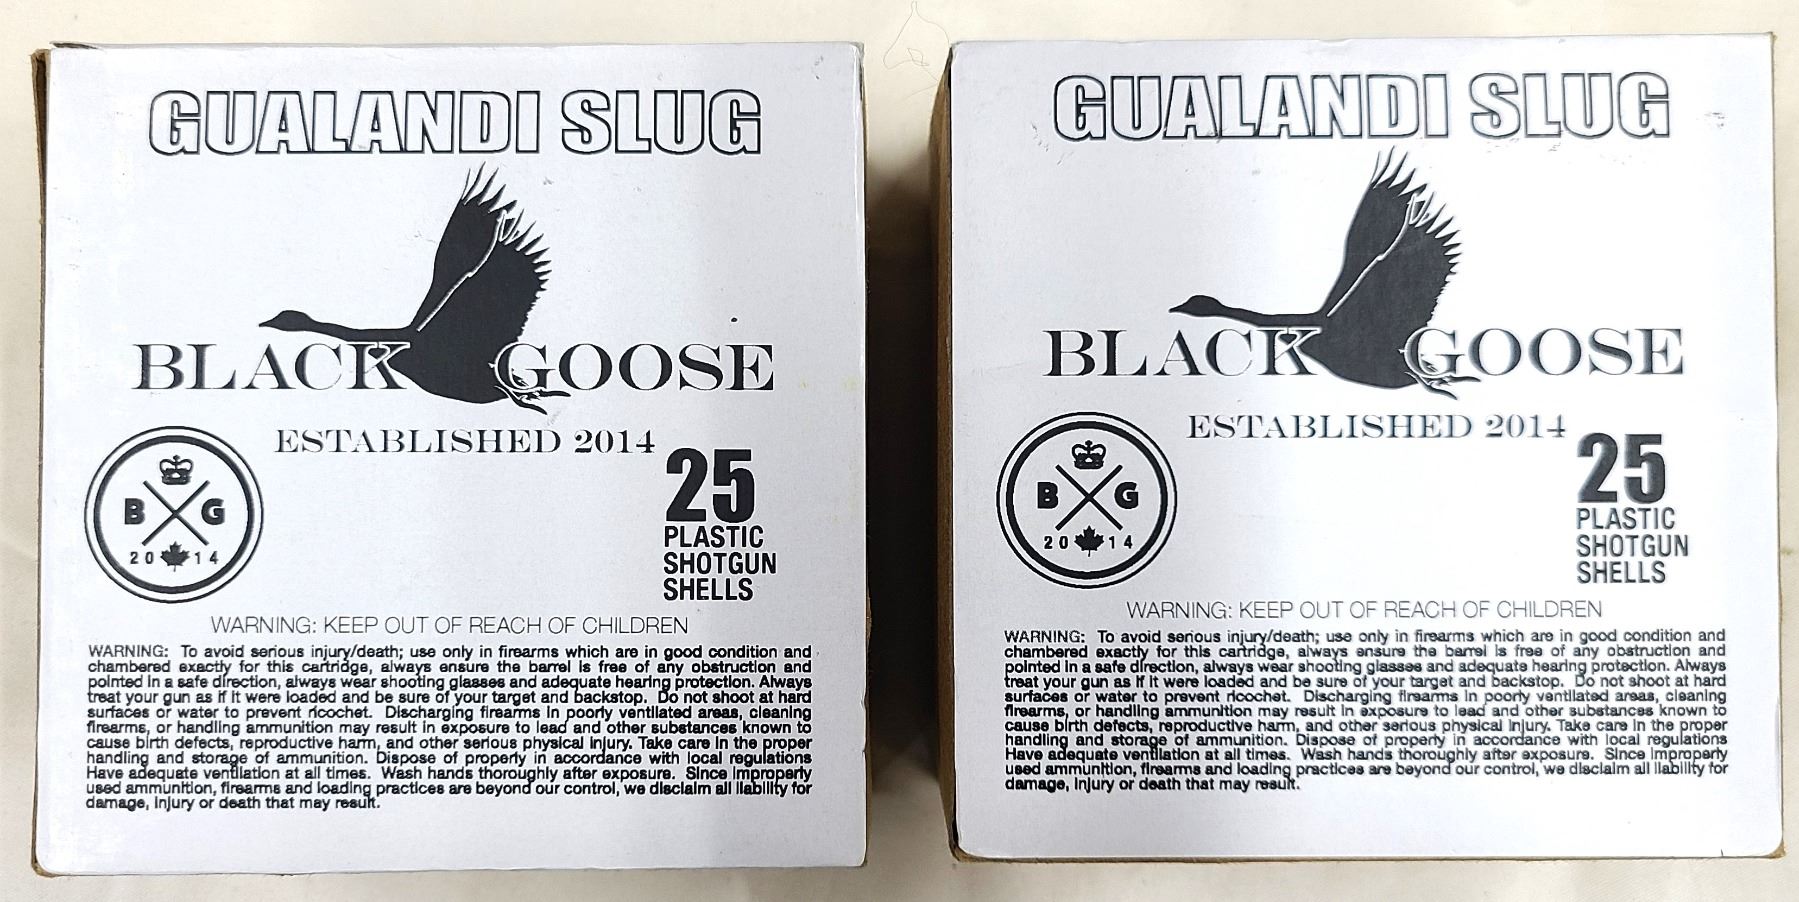 GUALANDI SLUG
BLACK GOOSE
ESTABLISHED 2014
B G
2014
25
PLASTIC
SHOTGUN
SHELLS
WARNING: KEEP OUT OF REACH OF CHILDREN
WARNING: To avoid serious injury/death; use only in firearms which are in good condition and
chambered exactly for this cartridge, always ensure the barrel is free of any obstruction and
pointed in a safe direction, always wear shooting glasses and adequate hearing protection. Always
treat your gun as if it were loaded and be sure of your target and backstop. Do not shoot at hard
surfaces or water to prevent ricochet. Discharging firearms in poorly ventilated areas, cleaning
firearms, or handling ammunition may result in exposure to lead and other substances known to
cause birth defects, reproductive harm, and other serious physical injury. Take care in the proper
handling and storage of ammunition. Dispose of properly in accordance with local regulations
Have adequate ventilation at all times. Wash hands thoroughly after exposure. Since improperly
used ammunition, firearms and loading practices are beyond our control, we disclaim all liability for
damage, injury or death that may result.
GUALANDI SLUG
BLACK GOOSE
ESTABLISHED 2014
B G
2014
25
PLASTIC
SHOTGUN
SHELLS
WARNING: KEEP OUT OF REACH OF CHILDREN
WARNING: To avoid serious injury/death; use only in firearms which are in good condition and
chambered exactly for this cartridge, always ensure the barrel is free of any obstruction and
pointed in a safe direction, always wear shooting glasses and adequate hearing protection. Always
treat your gun as if it were loaded and be sure of your target and backstop. Do not shoot at hard
surfaces or water to prevent ricochet. Discharging firearms in poorly ventilated areas, cleaning
firearms, or handling ammunition may result in exposure to lead and other substances known to
cause birth defects, reproductive harm, and other serious physical injury. Take care in the proper
handling and storage of ammunition. Dispose of properly in accordance with local regulations
Have adequate ventilation at all times. Wash hands thoroughly after exposure. Since improperly
used ammunition, firearms and loading practices are beyond our control, we disclaim all liability for
damage, injury or death that may result.